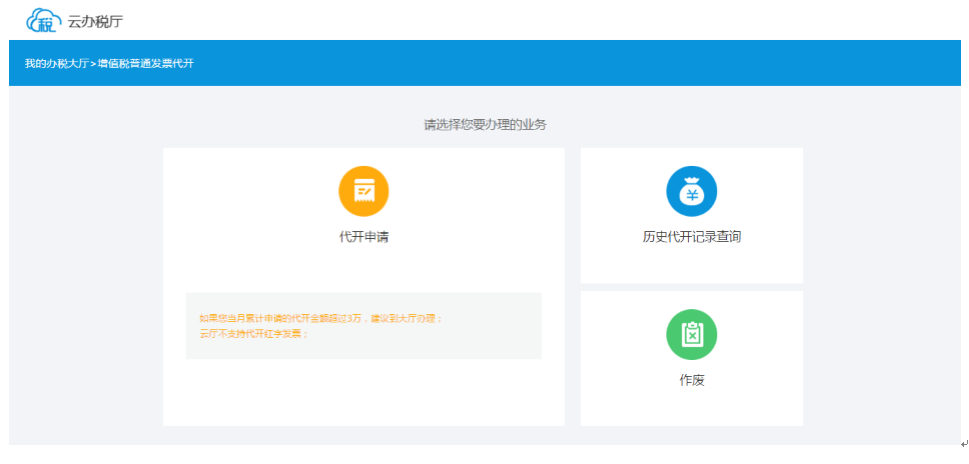 税 云办税厅
我的办税大厅>增值税普通发票代开
请选择您要办理的业务
代开申请
如果您当月累计申请的代开金额超过3万，建议到大厅办理；
云厅不支持代开红字发票；
¥
历史代开记录查询
作废